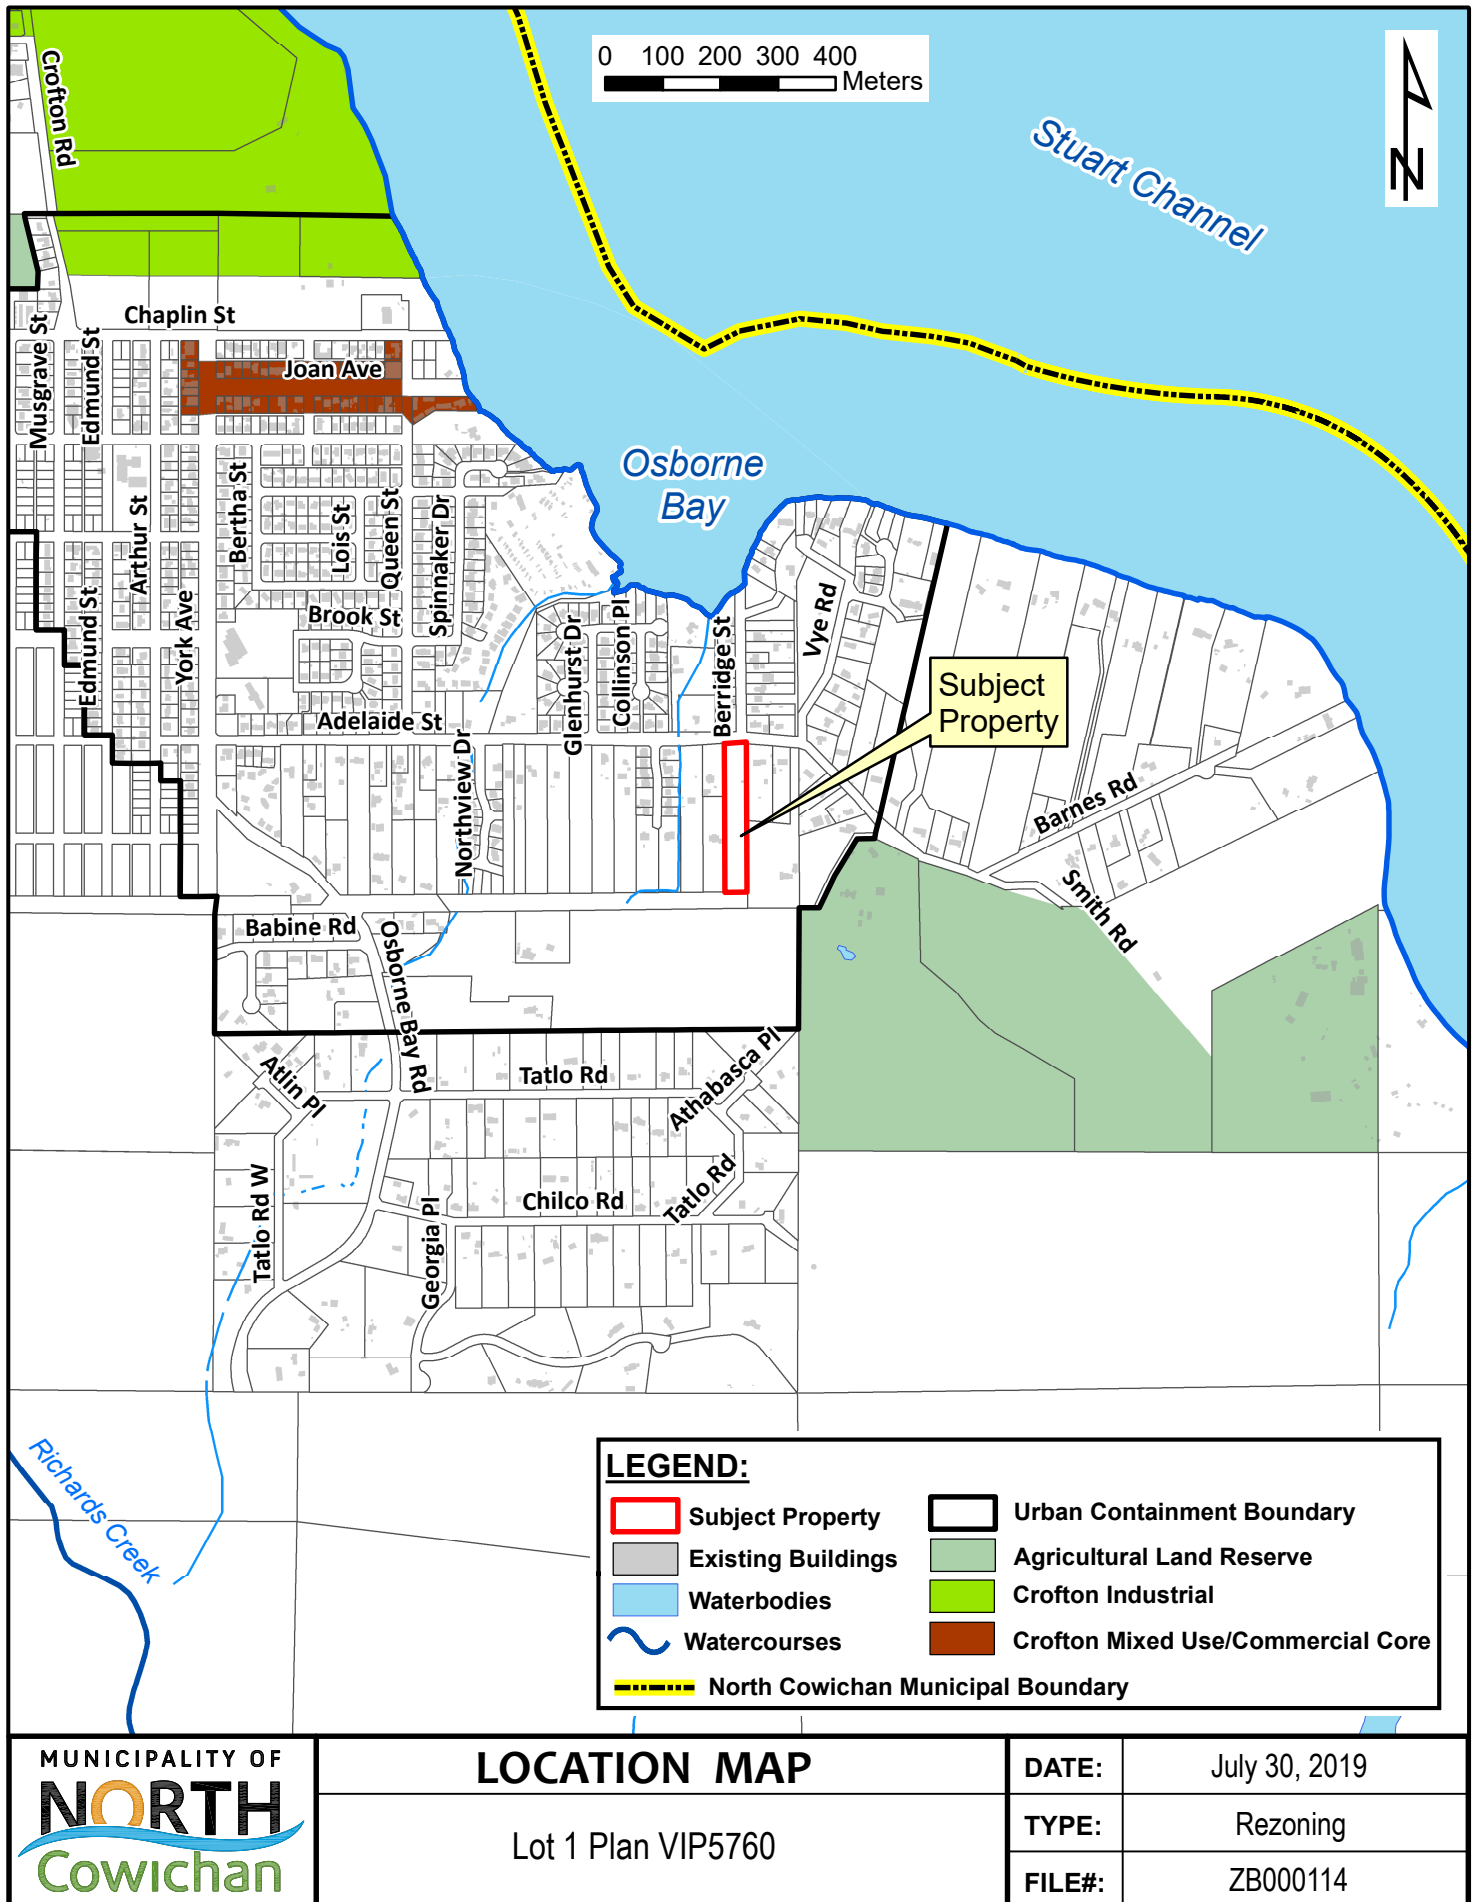 0 100 200 300 400
Meters
N
Stuart Channel
Crofton Rd
Chaplin St
Musgrave St
Edmund St
Joan Ave
Osborne
Bay
Bertha St
Arthur St
Lois St
Queen St
Spinnaker Dr
Brook St
York Ave
Edmund St
Adelaide St
Northview Dr
Glenhurst Dr
Collinson Pl
Berridge St
Vye Rd
Subject
Property
Barnes Rd
Smith Rd
Babine Rd
Osborne Bay Rd
Atlin Pl
Tatlo Rd
Athabasca Pl
Tatlo Rd W
Georgia Pl
Chilco Rd
Tatlo Rd
Richards Creek
LEGEND:
Subject Property
Existing Buildings
Waterbodies
Watercourses
North Cowichan Municipal Boundary
Urban Containment Boundary
Agricultural Land Reserve
Crofton Industrial
Crofton Mixed Use/Commercial Core
MUNICIPALITY OF
NORTH
Cowichan
LOCATION MAP
Lot 1 Plan VIP5760
DATE: July 30, 2019
TYPE: Rezoning
FILE#: ZB000114